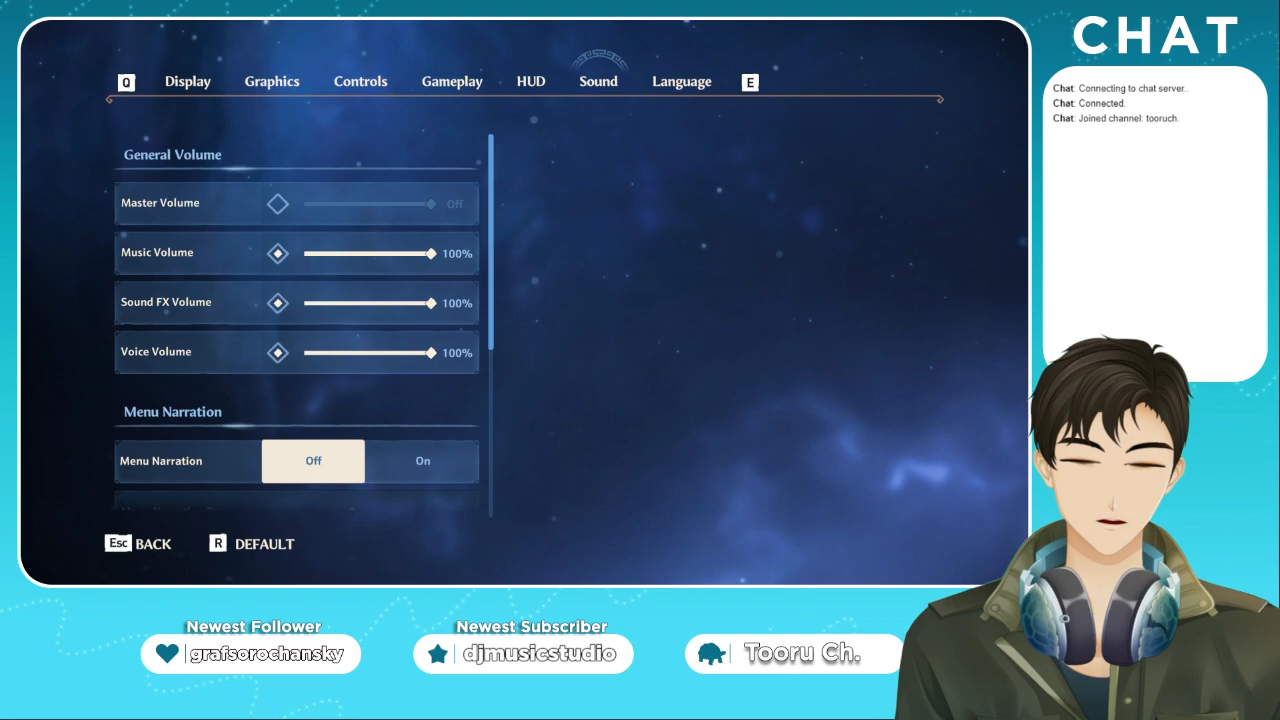 CHAT
Chat: Connecting to chat server..
Chat: Connected.
Chat: Joined channel: tooruch.
Q Display Graphics Controls Gameplay HUD Sound Language E
General Volume
Master Volume Off
Music Volume 100%
Sound FX Volume 100%
Voice Volume 100%
Menu Narration
Menu Narration Off On
Esc BACK R DEFAULT
Newest Follower
grafsorochansky
Newest Subscriber
djmusicstudio
Tooru Ch.